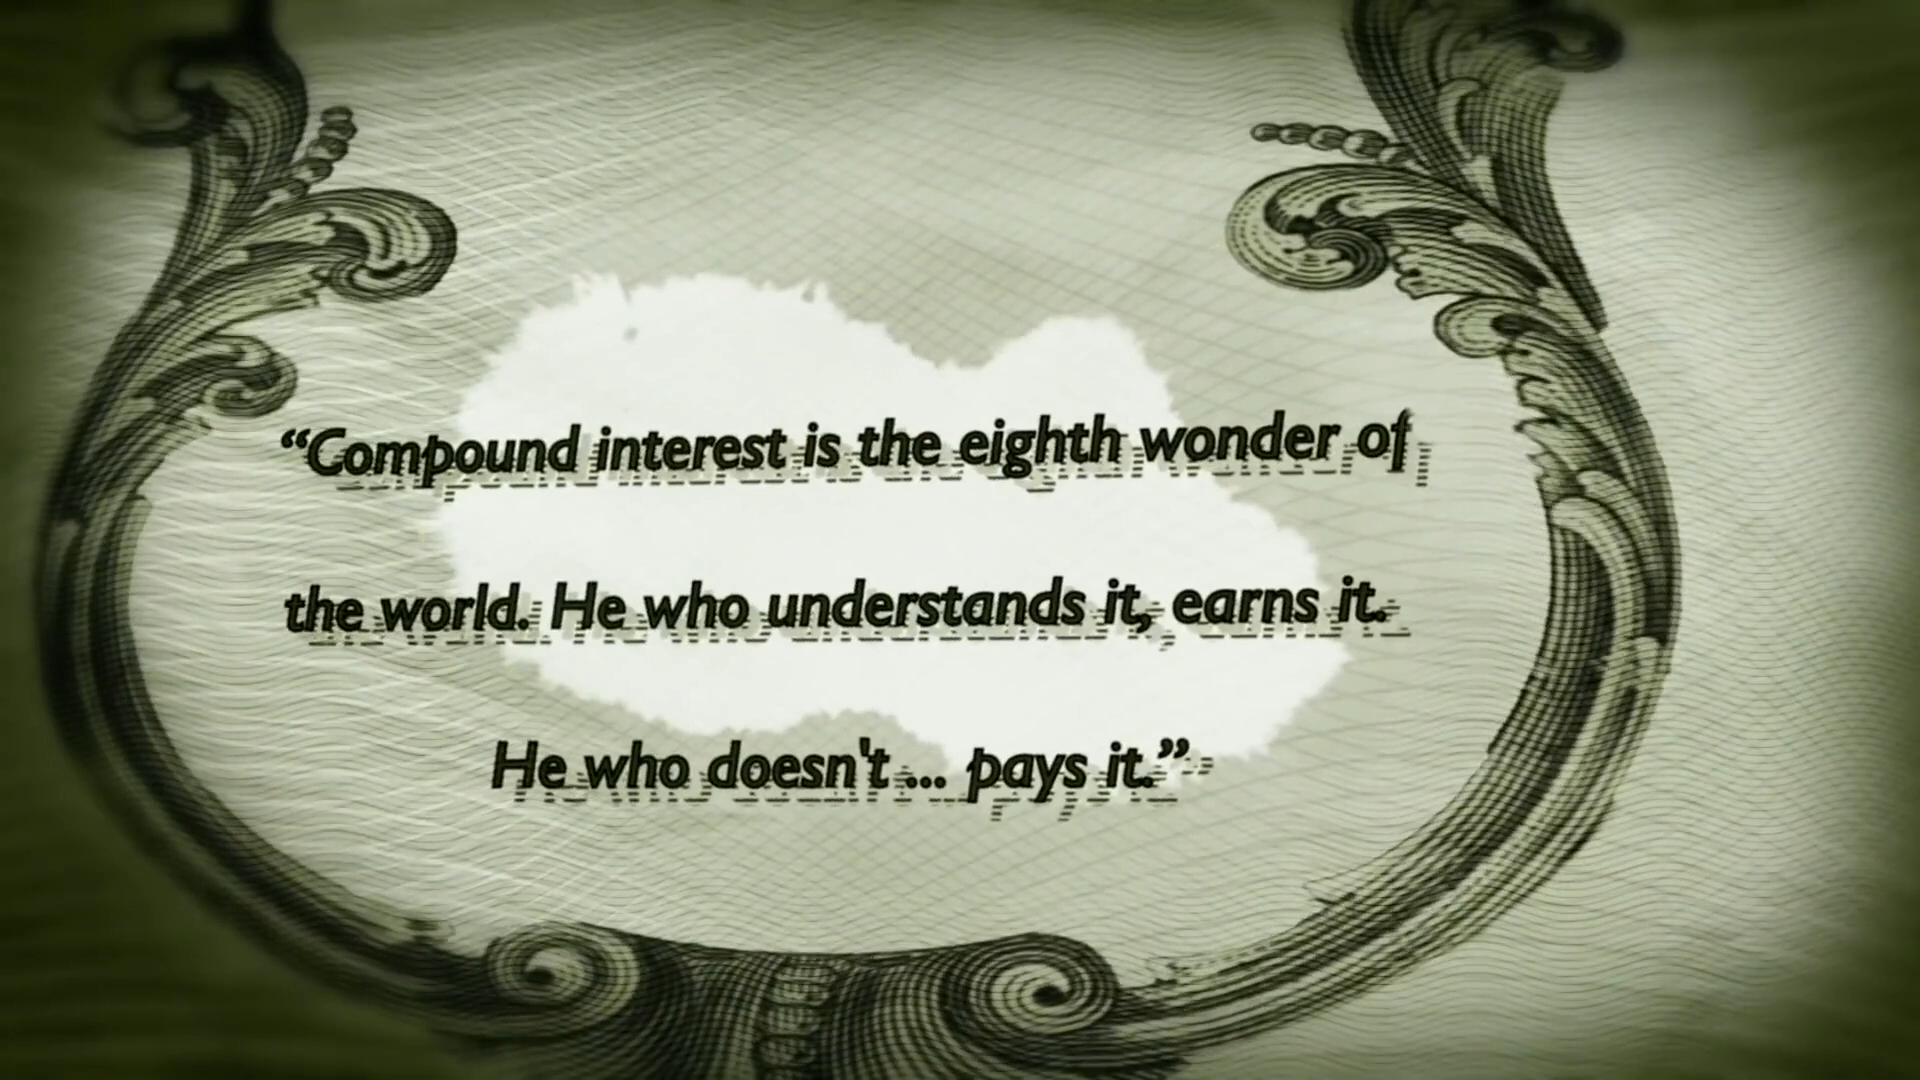 “Compound interest is the eighth wonder of
the world. He who understands it, earns it.
He who doesn't ... pays it.”